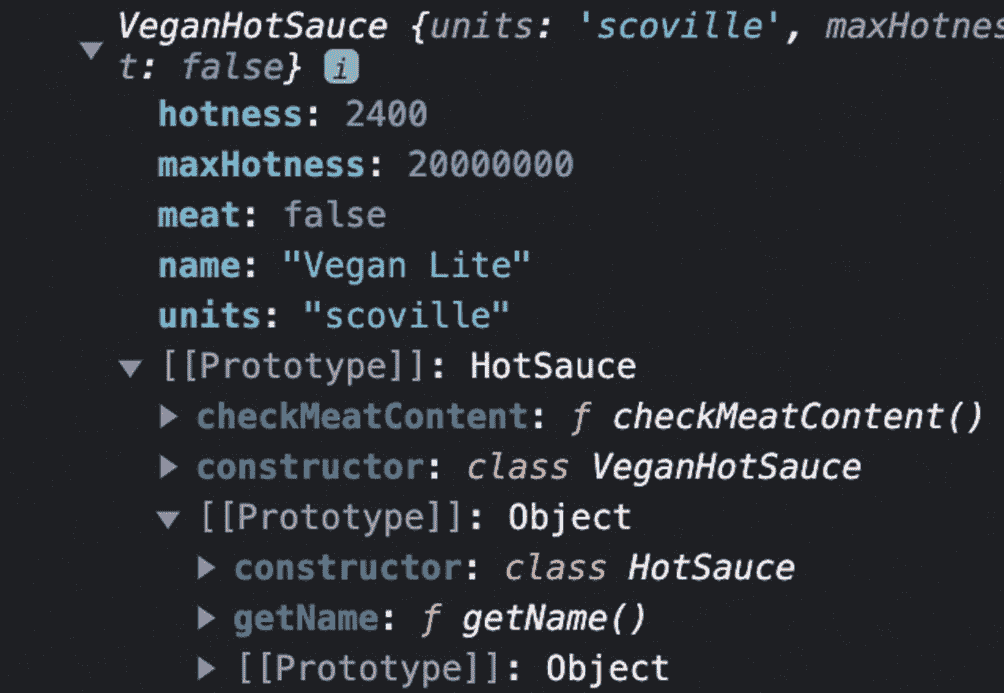 VeganHotSauce {units: 'scoville', maxHotnes
t: false} i
hotness: 2400
maxHotness: 20000000
meat: false
name: "Vegan Lite"
units: "scoville"
[[Prototype]]: HotSauce
checkMeatContent: ƒ checkMeatContent()
constructor: class VeganHotSauce
[[Prototype]]: Object
constructor: class HotSauce
getName: ƒ getName()
[[Prototype]]: Object